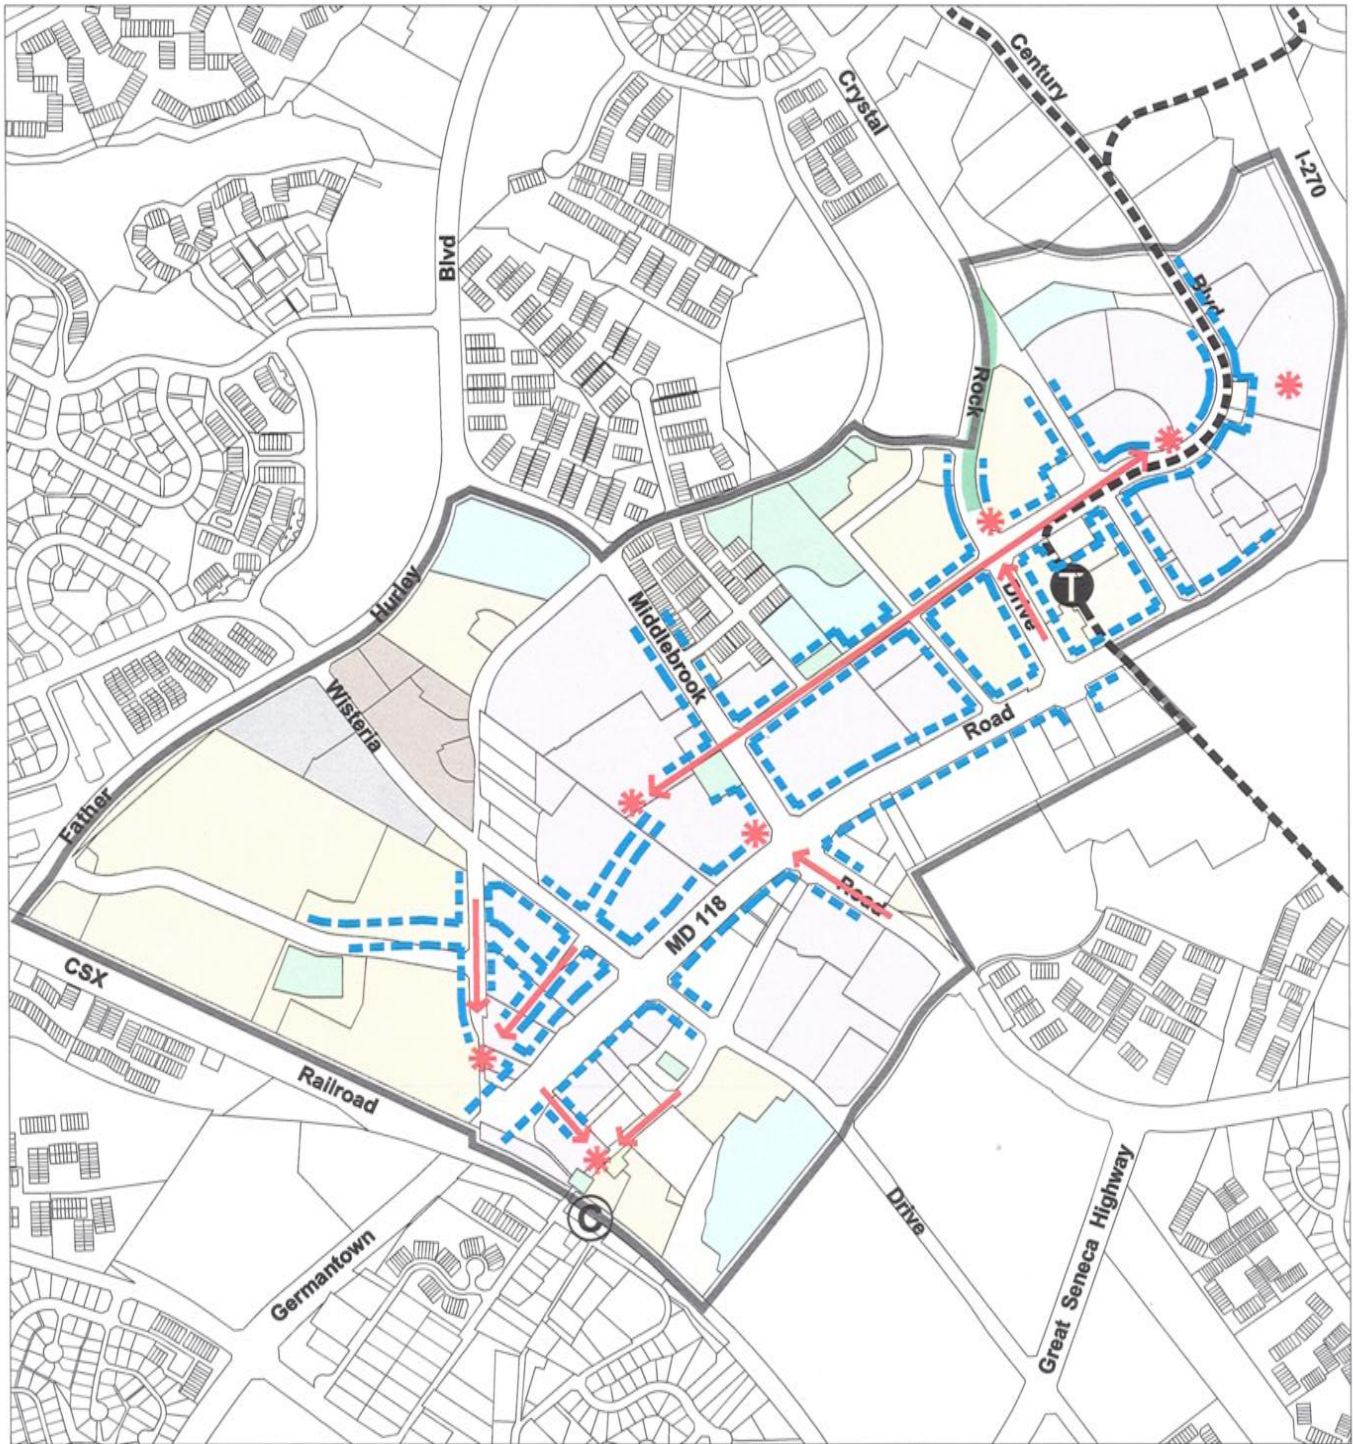 Century
Crystal
I-270
Blvd
Blvd
Rock
T
Drive
Hurley
Middlebrook
Wisteria
Road
Father
Road
MD 118
CSX
Railroad
Drive
C
Germantown
Great Seneca Highway